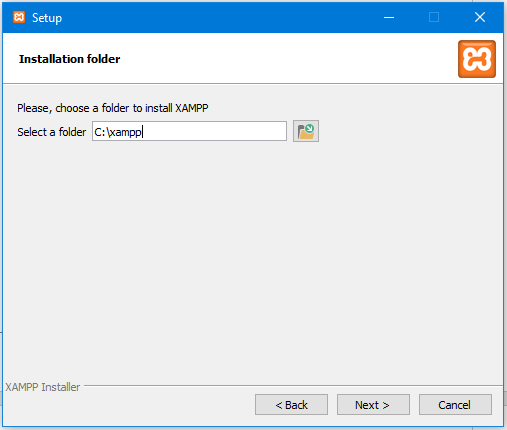 Setup
Installation folder
Please, choose a folder to install XAMPP
Select a folder C:\xampp
XAMPP Installer
< Back Next > Cancel